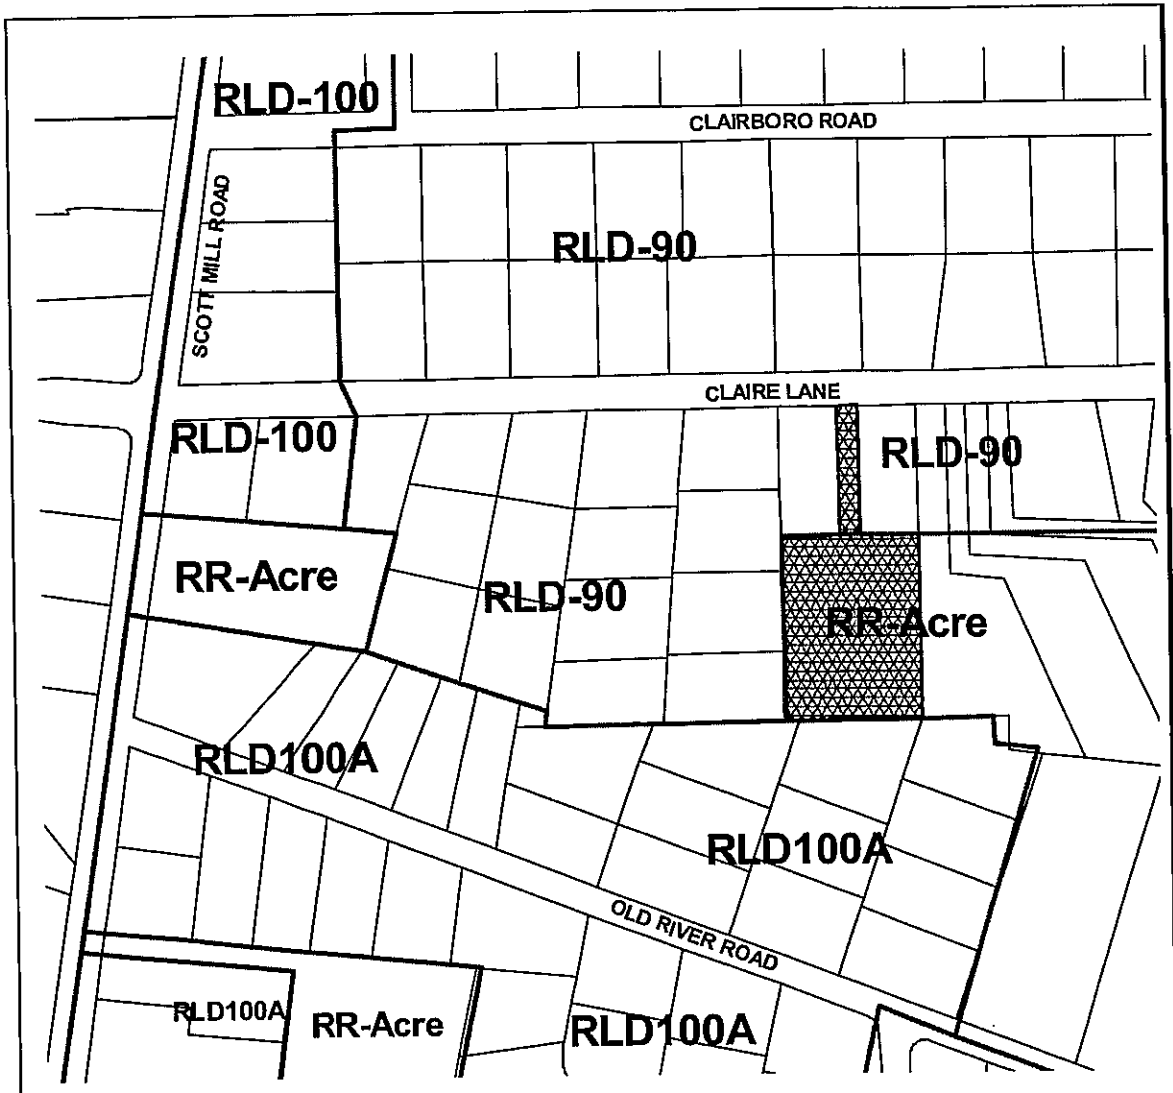 RLD-100
CLAIRBORO ROAD
SCOTT MILL ROAD
RLD-90
CLAIRE LANE
RLD-100
RLD-90
RR-Acre
RLD-90
RR-Acre
RLD100A
RLD100A
OLD RIVER ROAD
RLD100A
RR-Acre
RLD100A